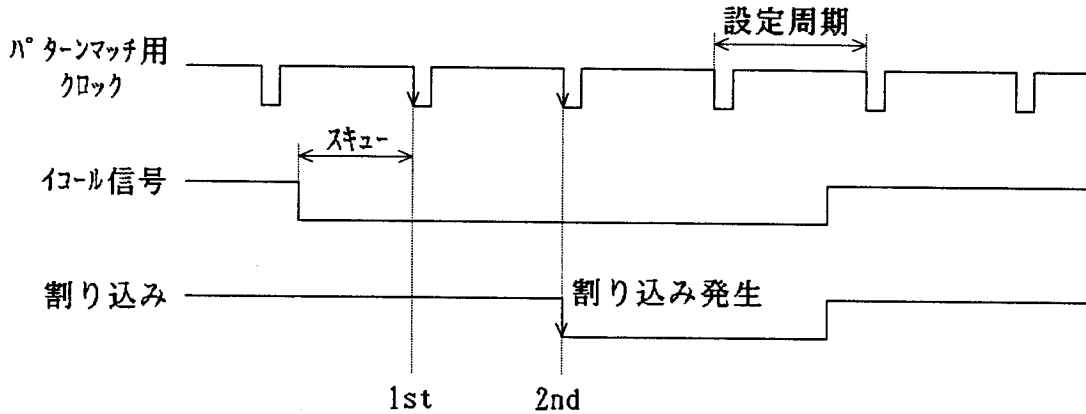 設定周期
パターンマッチ用
クロック
スキュー
イコール信号
割り込み
割り込み発生
1st
2nd